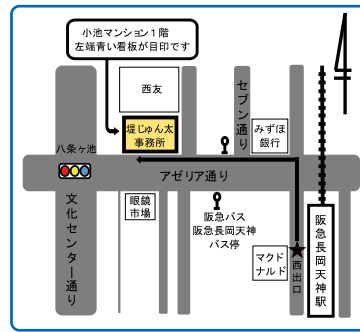 小池マンション１階
左端青い看板が目印です
西友
セブン通り
みずほ
銀行
堤じゅん太
事務所
八条ヶ池
アゼリア通り
文化センター通り
眼鏡
市場
阪急バス
阪急長岡天神
バス停
マクド
ナルド
西出口
阪急長岡天神駅